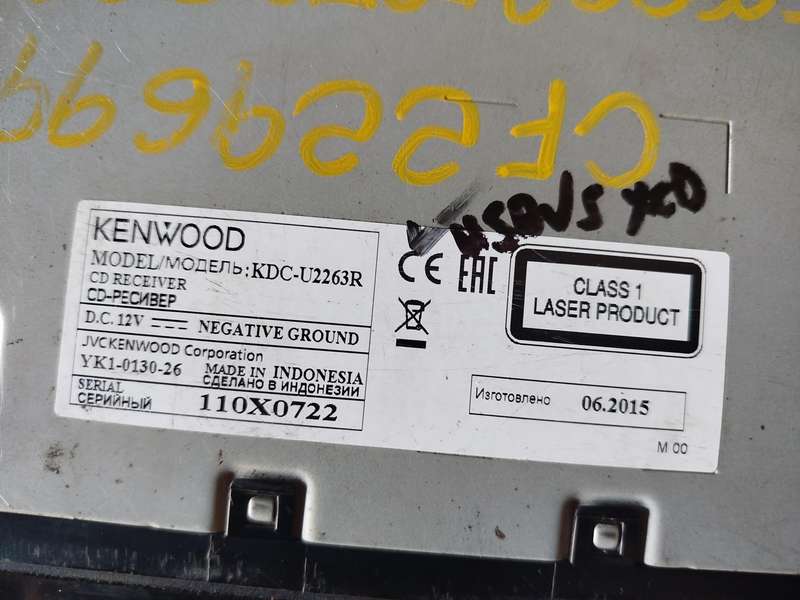 KENWOOD
MODEL/МОДЕЛЬ: KDC-U2263R
CD RECEIVER
CD-РЕСИВЕР
D.C. 12V NEGATIVE GROUND
JVCKENWOOD Corporation
YK1-0130-26 MADE IN INDONESIA
СДЕЛАНО В ИНДОНЕЗИИ
SERIAL
СЕРИЙНЫЙ 110X0722
CE EAC
CLASS 1
LASER PRODUCT
Изготовлено 06.2015
M 00